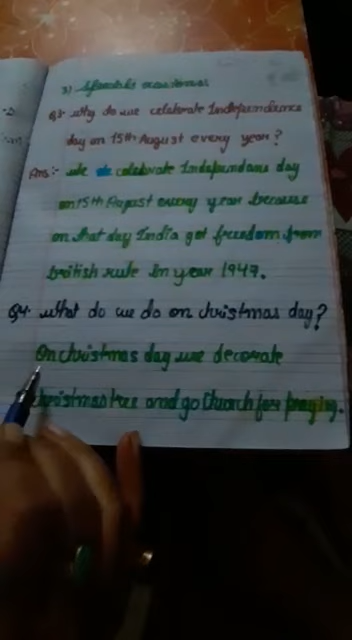 Q3- Why do we celebrate Independence
day on 15th August every year?
Ans:- We celebrate Independans day
on 15th August every year because
on that day India got freedom from
british rule in year 1947.
Q4. What do we do on christmas day?
On christmas day we decorate
christmas tree and go Church for praying.